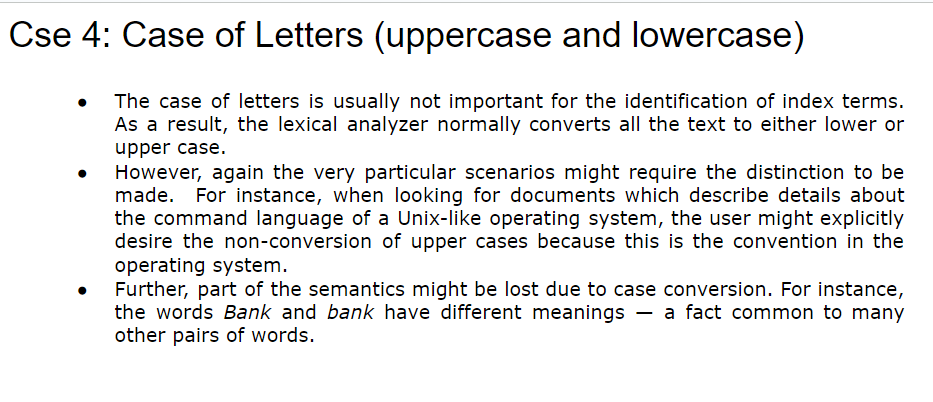 Cse 4: Case of Letters (uppercase and lowercase)
● The case of letters is usually not important for the identification of index terms.
As a result, the lexical analyzer normally converts all the text to either lower or
upper case.
● However, again the very particular scenarios might require the distinction to be
made.  For instance, when looking for documents which describe details about
the command language of a Unix-like operating system, the user might explicitly
desire the non-conversion of upper cases because this is the convention in the
operating system.
● Further, part of the semantics might be lost due to case conversion. For instance,
the words Bank and bank have different meanings — a fact common to many
other pairs of words.